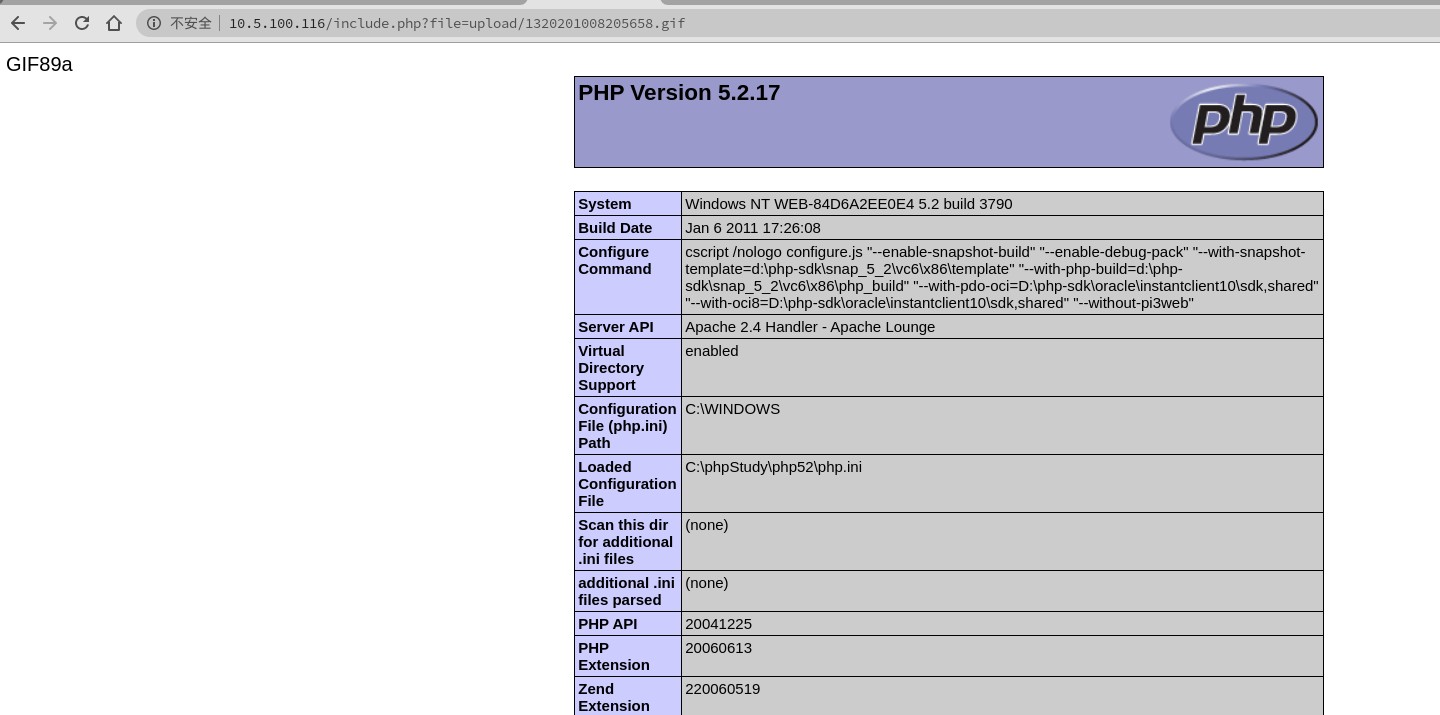 不安全 10.5.100.116/include.php?file=upload/1320201008205658.gif
GIF89a
PHP Version 5.2.17
php
System Windows NT WEB-84D6A2EE0E4 5.2 build 3790
Build Date Jan 6 2011 17:26:08
Configure cscript /nologo configure.js "--enable-snapshot-build" "--enable-debug-pack" "--with-snapshot-
Command template=d:\php-sdk\snap_5_2\vc6\x86\template" "--with-php-build=d:\php-
sdk\snap_5_2\vc6\x86\php_build" "--with-pdo-oci=D:\php-sdk\oracle\instantclient10\sdk,shared"
"--with-oci8=D:\php-sdk\oracle\instantclient10\sdk,shared" "--without-pi3web"
Server API Apache 2.4 Handler - Apache Lounge
Virtual enabled
Directory
Support
Configuration C:\WINDOWS
File (php.ini)
Path
Loaded C:\phpStudy\php52\php.ini
Configuration
File
Scan this dir (none)
for additional
.ini files
additional .ini (none)
files parsed
PHP API 20041225
PHP 20060613
Extension
Zend 220060519
Extension